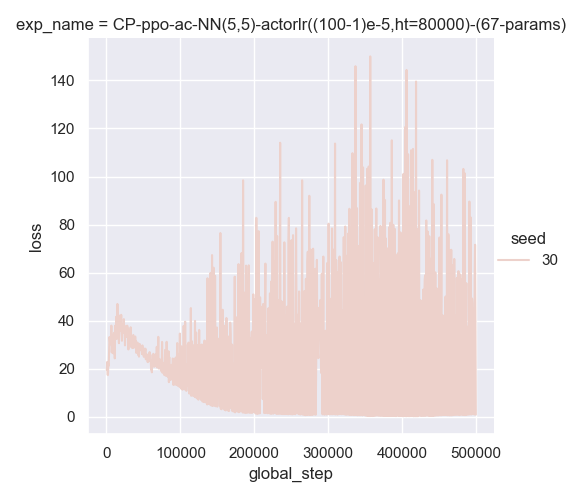 exp_name = CP-ppo-ac-NN(5,5)-actorlr((100-1)e-5,ht=80000)-(67-params)
140
120
100
80
60
40
20
0
loss
0 100000 200000 300000 400000 500000
global_step
seed
30